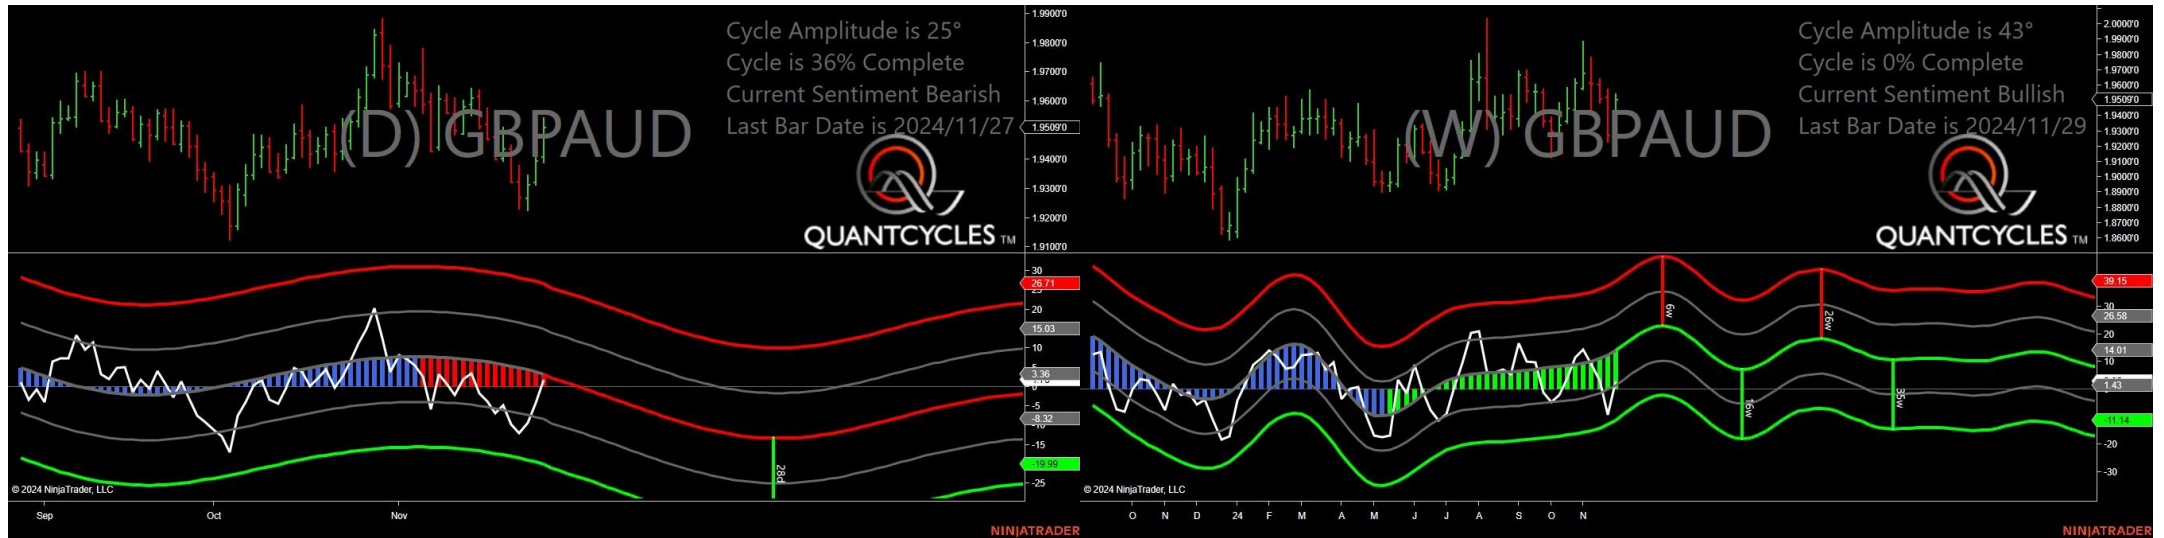 Cycle Amplitude is 25°
Cycle is 36% Complete
Current Sentiment Bearish
Last Bar Date is 2024/11/27
(D) GBPAUD
QUANTCYCLES TM
1.9900'0
1.9800'0
1.9700'0
1.9600'0
1.9509'0
1.9400'0
1.9300'0
1.9200'0
1.9100'0
30
26.71
20
15.03
10
3.36
-5
-8.32
-15
-19.99
-25
28d
© 2024 NinjaTrader, LLC
Sep Oct Nov
NINJATRADER
Cycle Amplitude is 43°
Cycle is 0% Complete
Current Sentiment Bullish
Last Bar Date is 2024/11/29
(W) GBPAUD
QUANTCYCLES TM
2.0000'0
1.9900'0
1.9800'0
1.9700'0
1.9600'0
1.9509'0
1.9400'0
1.9300'0
1.9200'0
1.9100'0
1.9000'0
1.8900'0
1.8800'0
1.8700'0
1.8600'0
39.15
30
26.58
20
14.01
10
1.43
-11.14
-20
-30
6w
26w
16w
35w
© 2024 NinjaTrader, LLC
O N D 24 F M A M J J A S O N
NINJATRADER